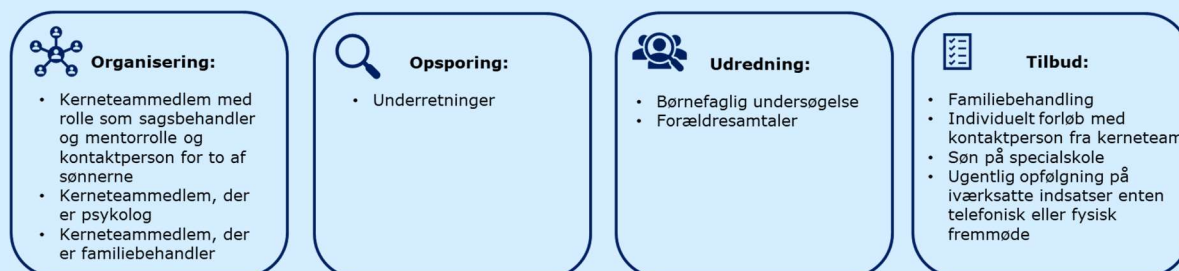 Organisering:
• Kerneteammedlem med
rolle som sagsbehandler
og mentorrolle og
kontaktperson for to af
sønnerne
• Kerneteammedlem, der
er psykolog
• Kerneteammedlem, der
er familiebehandler
Opsporing:
• Underretninger
Udredning:
• Børnefaglig undersøgelse
• Forældresamtaler
Tilbud:
• Familiebehandling
• Individuelt forløb med
kontaktperson fra kerneteam
• Søn på specialskole
• Ugentlig opfølgning på
iværksatte indsatser enten
telefonisk eller fysisk
fremmøde